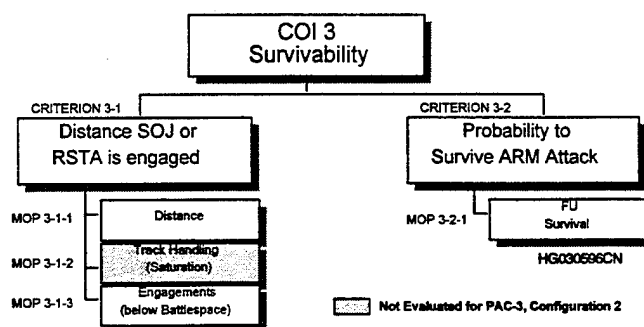 COI 3
Survivability
CRITERION 3-1
Distance SOJ or
RSTA is engaged
MOP 3-1-1
Distance
MOP 3-1-2
Track Handling
(Saturation)
MOP 3-1-3
Engagements
(below Battlespace)
CRITERION 3-2
Probability to
Survive ARM Attack
MOP 3-2-1
FU
Survival
HG030596CN
Not Evaluated for PAC-3, Configuration 2